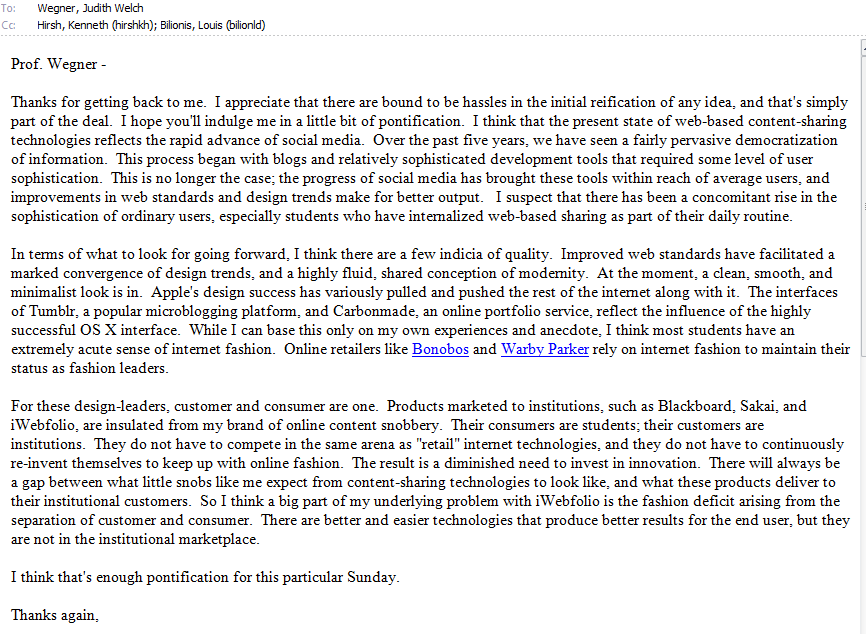 To: Wegner, Judith Welch
Cc: Hirsh, Kenneth (hirshkh); Bilionis, Louis (bilionld)
Prof. Wegner -
Thanks for getting back to me. I appreciate that there are bound to be hassles in the initial reification of any idea, and that's simply
part of the deal. I hope you'll indulge me in a little bit of pontification. I think that the present state of web-based content-sharing
technologies reflects the rapid advance of social media. Over the past five years, we have seen a fairly pervasive democratization
of information. This process began with blogs and relatively sophisticated development tools that required some level of user
sophistication. This is no longer the case; the progress of social media has brought these tools within reach of average users, and
improvements in web standards and design trends make for better output. I suspect that there has been a concomitant rise in the
sophistication of ordinary users, especially students who have internalized web-based sharing as part of their daily routine.
In terms of what to look for going forward, I think there are a few indicia of quality. Improved web standards have facilitated a
marked convergence of design trends, and a highly fluid, shared conception of modernity. At the moment, a clean, smooth, and
minimalist look is in. Apple's design success has variously pulled and pushed the rest of the internet along with it. The interfaces
of Tumblr, a popular microblogging platform, and Carbonmade, an online portfolio service, reflect the influence of the highly
successful OS X interface. While I can base this only on my own experiences and anecdote, I think most students have an
extremely acute sense of internet fashion. Online retailers like Bonobos and Warby Parker rely on internet fashion to maintain their
status as fashion leaders.
For these design-leaders, customer and consumer are one. Products marketed to institutions, such as Blackboard, Sakai, and
iWebfolio, are insulated from my brand of online content snobbery. Their consumers are students; their customers are
institutions. They do not have to compete in the same arena as "retail" internet technologies, and they do not have to continuously
re-invent themselves to keep up with online fashion. The result is a diminished need to invest in innovation. There will always be
a gap between what little snobs like me expect from content-sharing technologies to look like, and what these products deliver to
their institutional customers. So I think a big part of my underlying problem with iWebfolio is the fashion deficit arising from the
separation of customer and consumer. There are better and easier technologies that produce better results for the end user, but they
are not in the institutional marketplace.
I think that's enough pontification for this particular Sunday.
Thanks again,